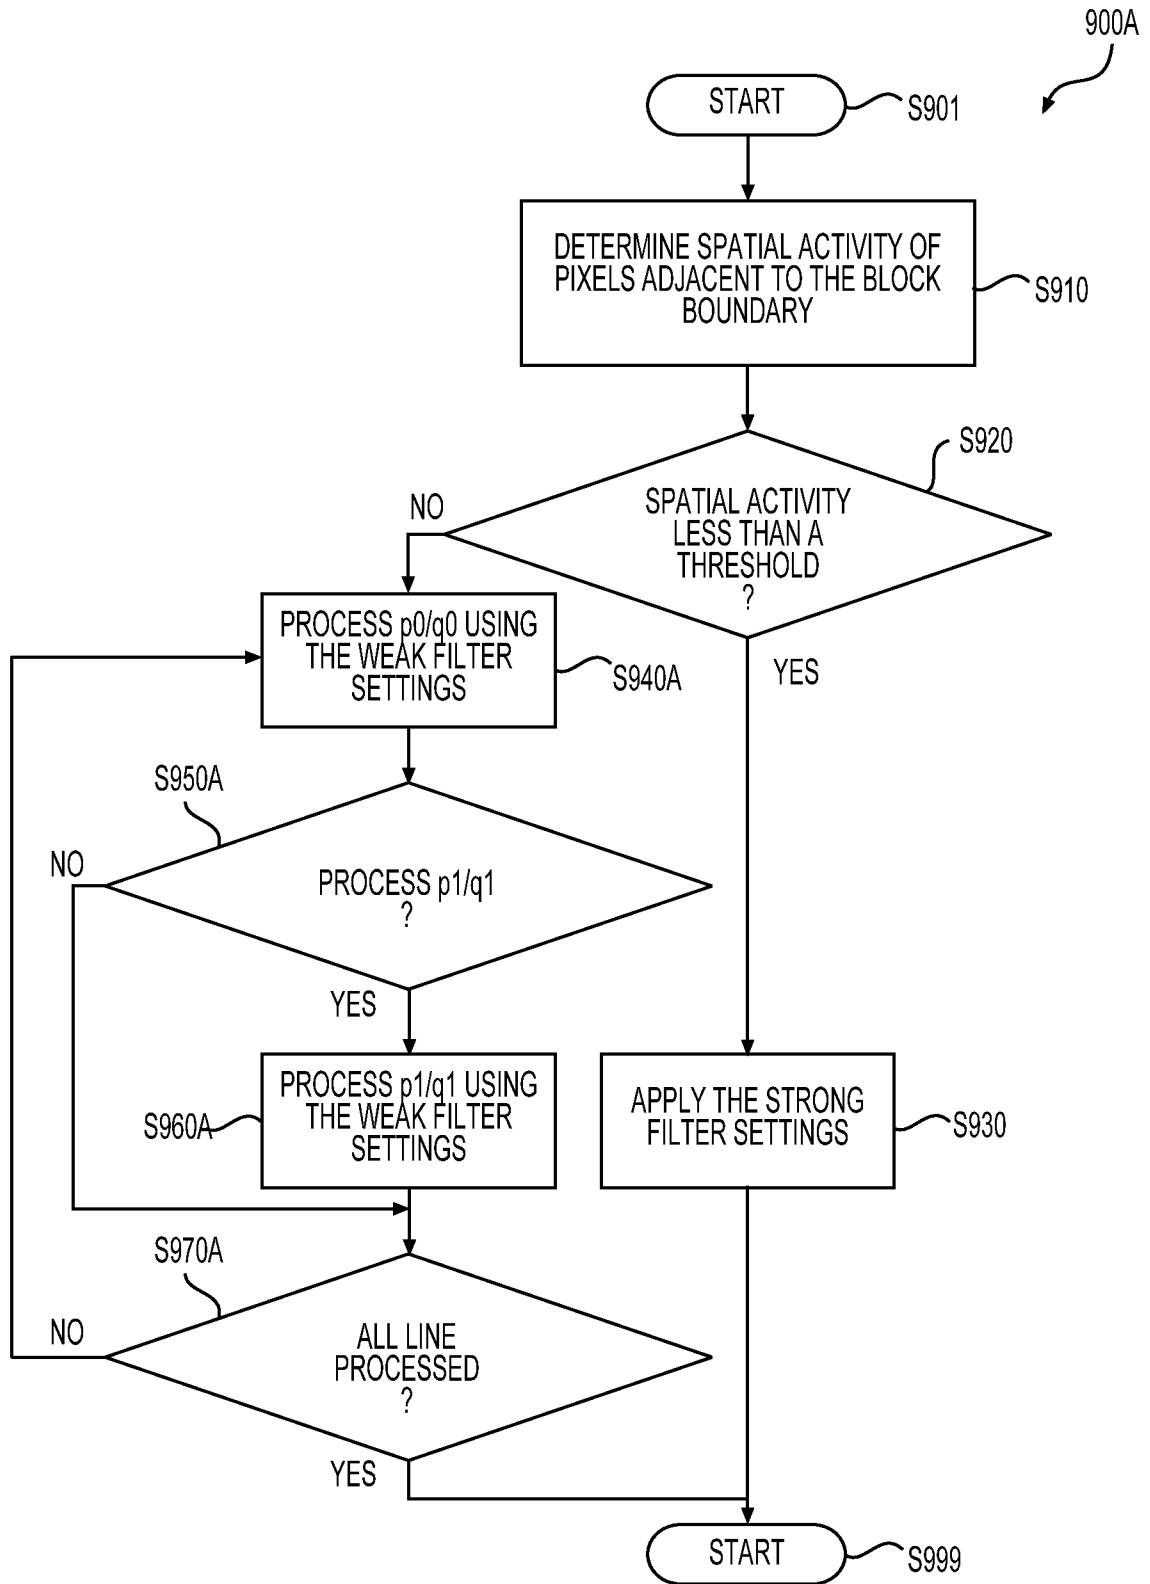 900A
START
S901
DETERMINE SPATIAL ACTIVITY OF
PIXELS ADJACENT TO THE BLOCK
BOUNDARY
S910
S920
SPATIAL ACTIVITY
LESS THAN A
THRESHOLD
?
NO
YES
PROCESS p0/q0 USING
THE WEAK FILTER
SETTINGS
S940A
S950A
NO
PROCESS p1/q1
?
YES
PROCESS p1/q1 USING
THE WEAK FILTER
SETTINGS
S960A
APPLY THE STRONG
FILTER SETTINGS
S930
S970A
NO
ALL LINE
PROCESSED
?
YES
START
S999